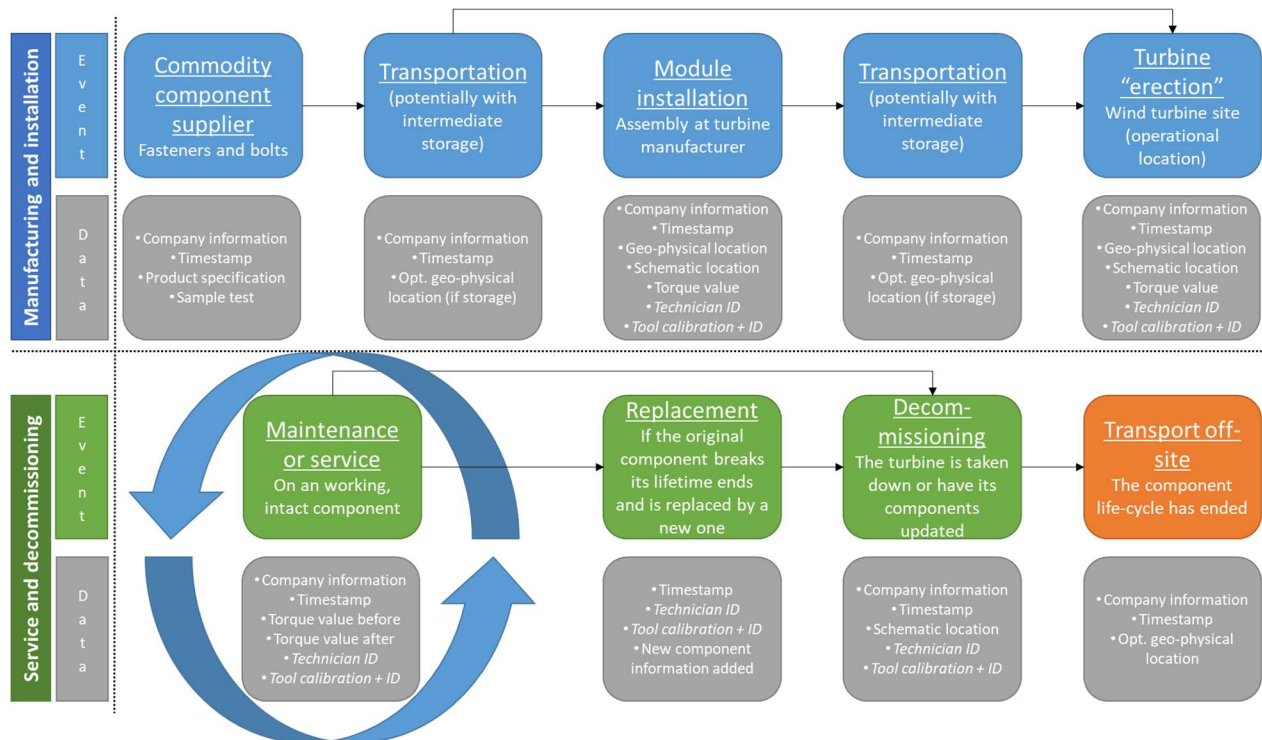 Manufacturing and installation
Event
Commodity
component
supplier
Fasteners and bolts
Transportation
(potentially with
intermediate
storage)
Module
installation
Assembly at turbine
manufacturer
Transportation
(potentially with
intermediate
storage)
Turbine
“erection”
Wind turbine site
(operational
location)
Data
•Company information
•Timestamp
•Product specification
•Sample test
•Company information
•Timestamp
•Opt. geo-physical
location (if storage)
•Company information
•Timestamp
•Geo-physical location
•Schematic location
•Torque value
•Technician ID
•Tool calibration + ID
•Company information
•Timestamp
•Opt. geo-physical
location (if storage)
•Company information
•Timestamp
•Geo-physical location
•Schematic location
•Torque value
•Technician ID
•Tool calibration + ID
Service and decommissioning
Event
Maintenance
or service
On an working,
intact component
Replacement
If the original
component breaks
its lifetime ends
and is replaced by a
new one
Decom-
missioning
The turbine is taken
down or have its
components
updated
Transport off-
site
The component
life-cycle has ended
Data
•Company information
•Timestamp
•Torque value before
•Torque value after
•Technician ID
•Tool calibration + ID
•Timestamp
•Technician ID
•Tool calibration + ID
•New component
information added
•Company information
•Timestamp
•Schematic location
•Technician ID
•Tool calibration + ID
•Company information
•Timestamp
•Opt. geo-physical
location